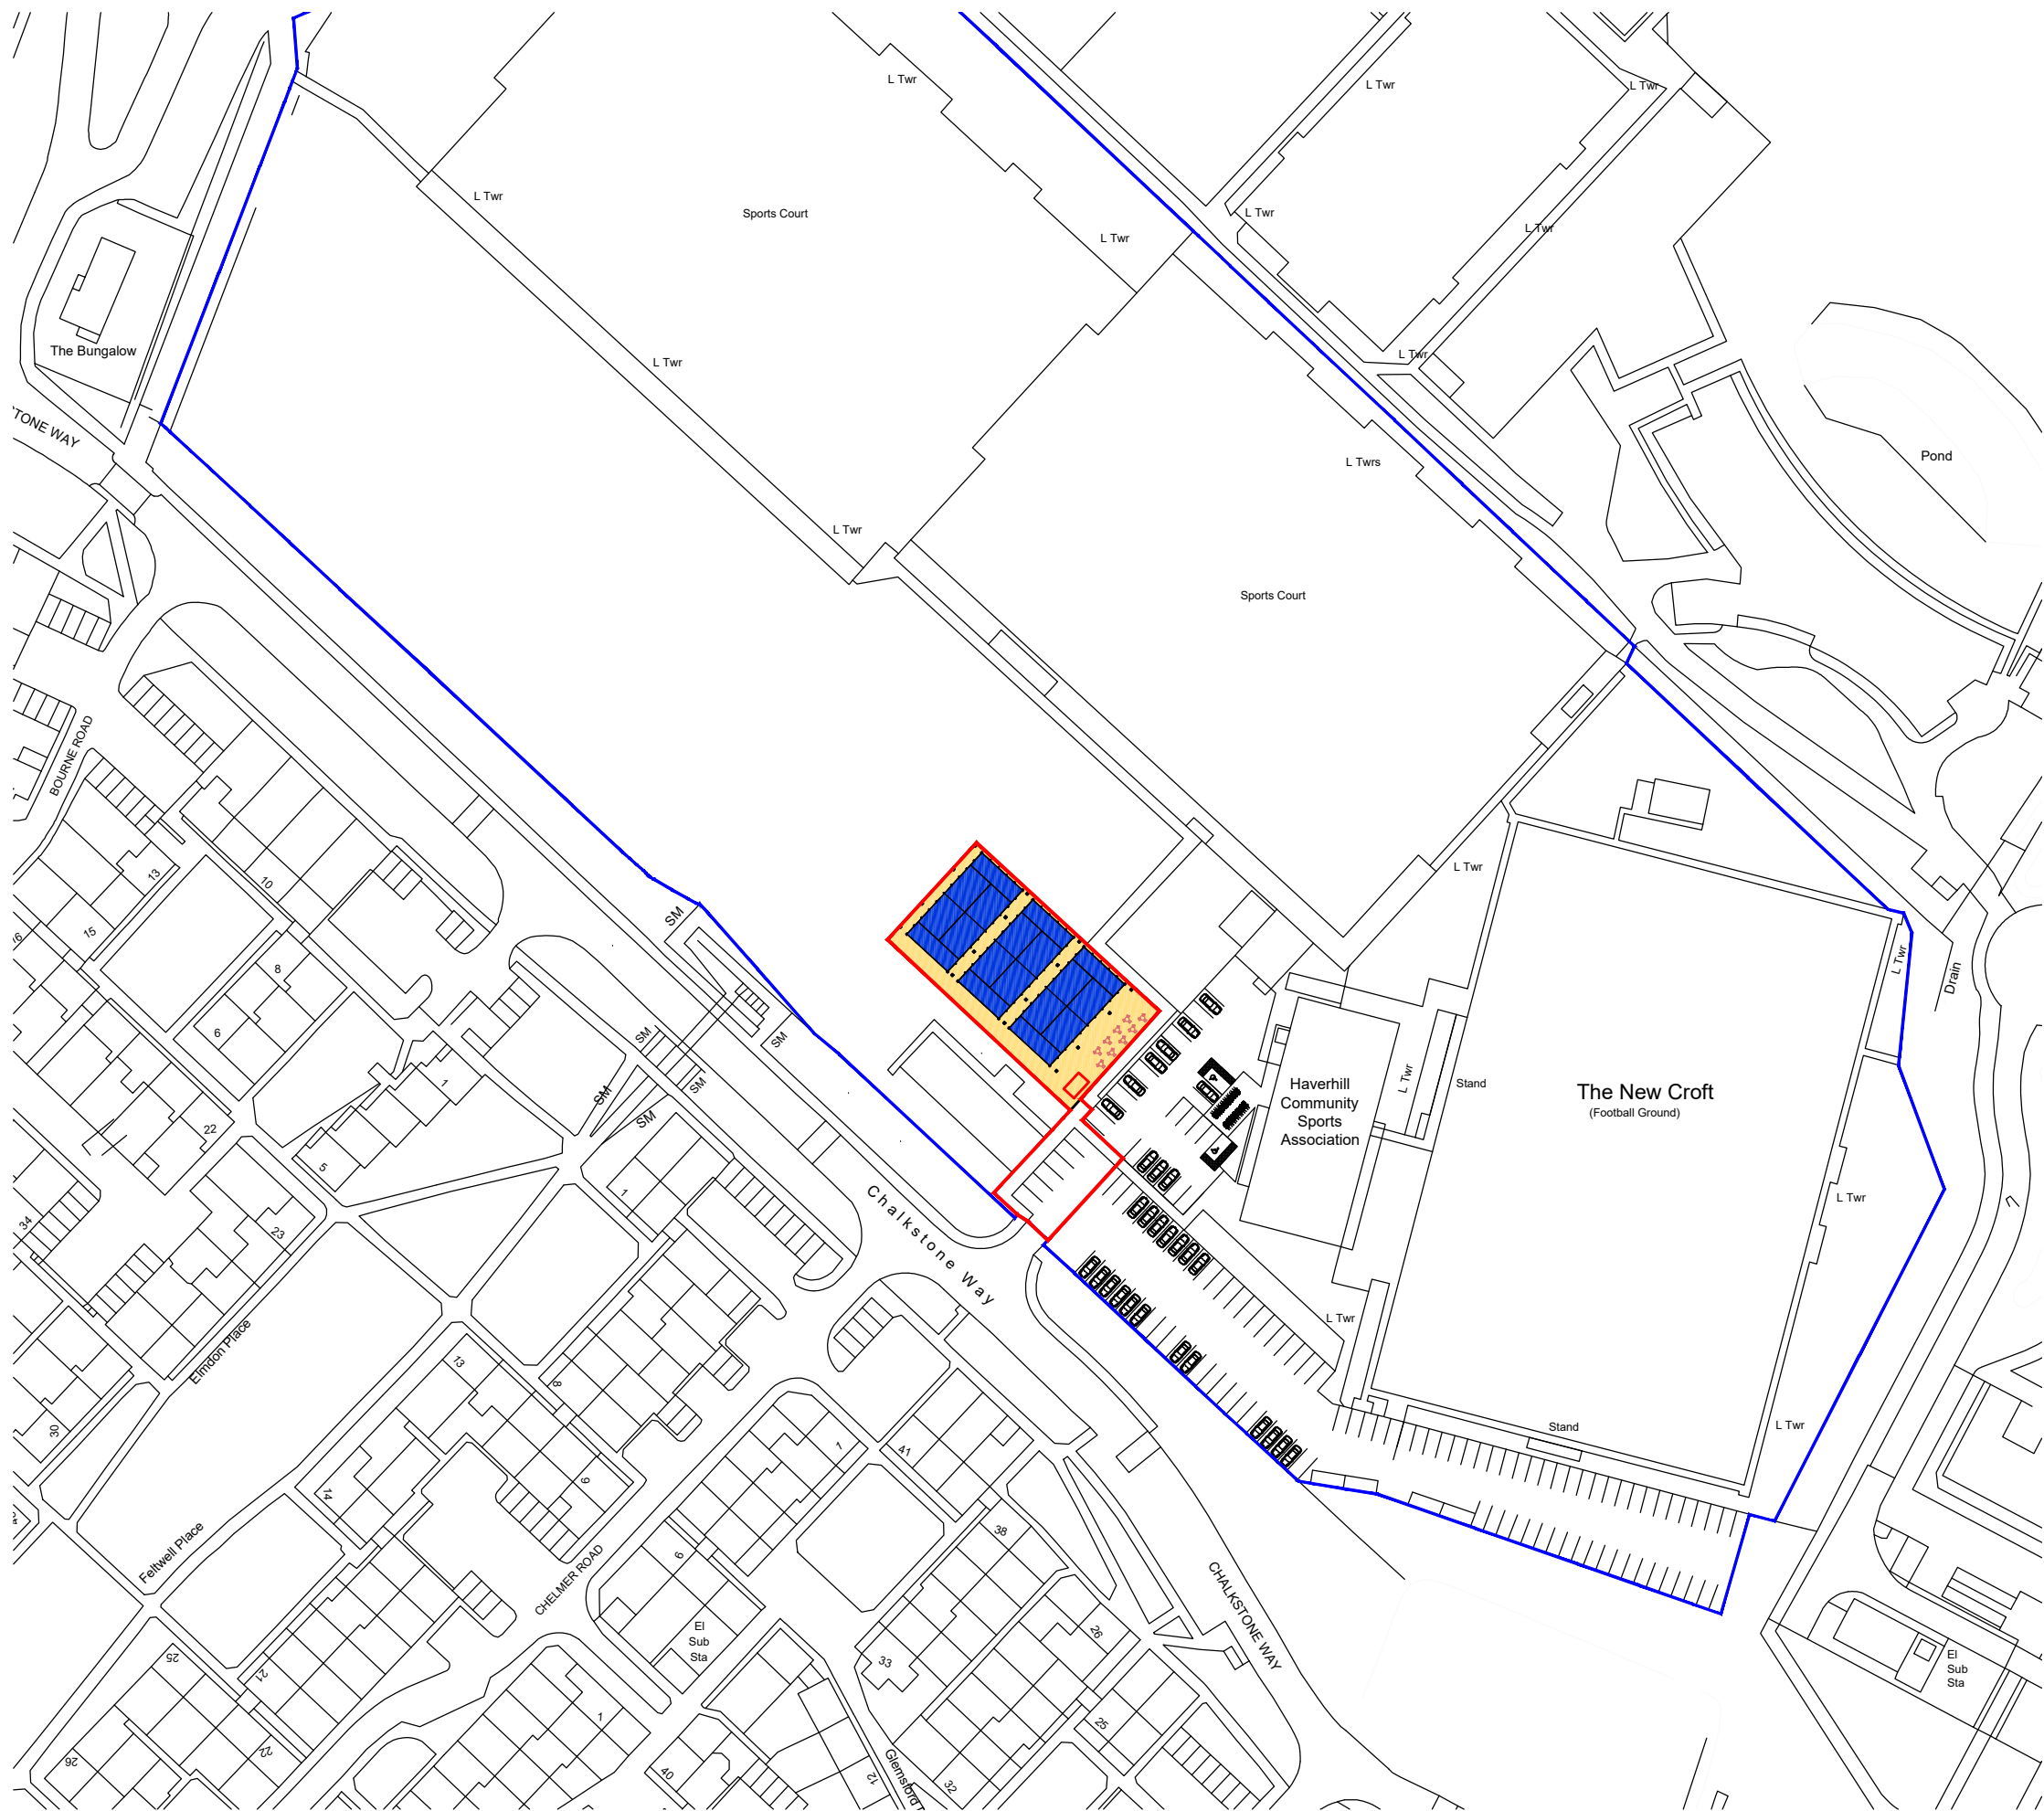 L Twr
L Twr
L Twr
L Twr
Sports Court
L Twr
L Twr
L Twr
The Bungalow
L Twr
L Twr
TONE WAY
Pond
L Twrs
L Twr
Sports Court
BOURNE ROAD
L Twr
13
10
15
16
8
6
SM
SM
SM
SM
SM
SM
L Twr
Drain
Haverhill
Community
Sports
Association
L Twr
Stand
The New Croft
(Football Ground)
1
22
5
1
23
34
Chalkstone Way
L Twr
L Twr
Elmdon Place
13
8
30
14
9
1
41
Stand
L Twr
38
Feltwell Place
CHELMER ROAD
6
El
Sub
Sta
CHALKSTONE WAY
26
33
25
21
22
26
1
40
12
Glemsford
32
25
El
Sub
Sta